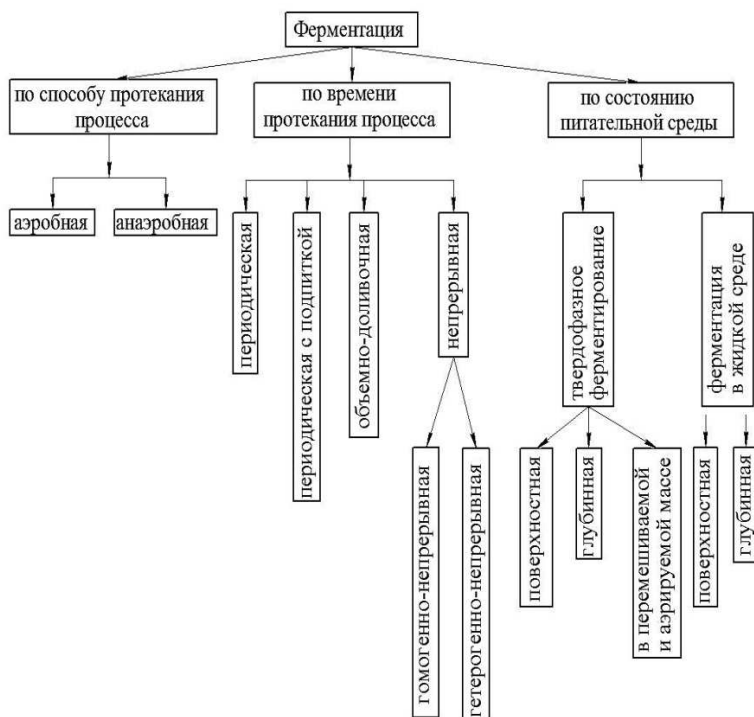 Ферментация
по способу протекания
процесса
по времени
протекания процесса
по состоянию
питательной среды
аэробная
анаэробная
периодическая
периодическая с подпиткой
объемно-доливочная
непрерывная
твердофазное
ферментирование
ферментация
в жидкой среде
гомогенно-непрерывная
гетерогенно-непрерывная
поверхностная
глубинная
в перемешиваемой
и аэрируемой массе
поверхностная
глубинная